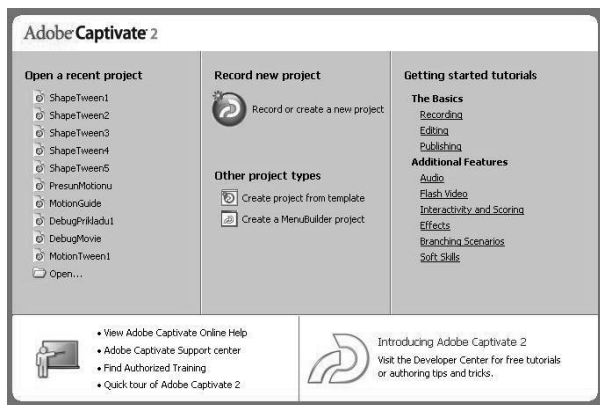 Adobe Captivate 2
Open a recent project
ShapeTween1
ShapeTween2
ShapeTween3
ShapeTween4
ShapeTween5
PresunMotionu
MotionGuide
DebugPrikladu1
DebugMovie
MotionTween1
Open...
Record new project
Record or create a new project
Other project types
Create project from template
Create a MenuBuilder project
Getting started tutorials
The Basics
Recording
Editing
Publishing
Additional Features
Audio
Flash Video
Interactivity and Scoring
Effects
Branching Scenarios
Soft Skills
• View Adobe Captivate Online Help
• Adobe Captivate Support center
• Find Authorized Training
• Quick tour of Adobe Captivate 2
Introducing Adobe Captivate 2
Visit the Developer Center for free tutorials
or authoring tips and tricks.